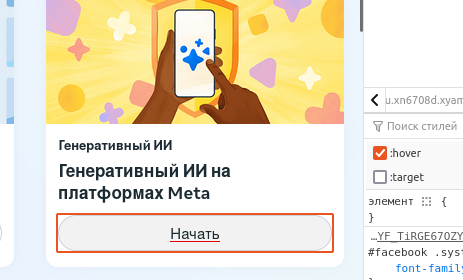 Генеративный ИИ
Генеративный ИИ на
платформах Meta
Начать
u.xn6708d.xyam
Поиск стилей
:hover
:target
элемент {
}
…YF_TiRGE67OZY
#facebook .sys
font-family